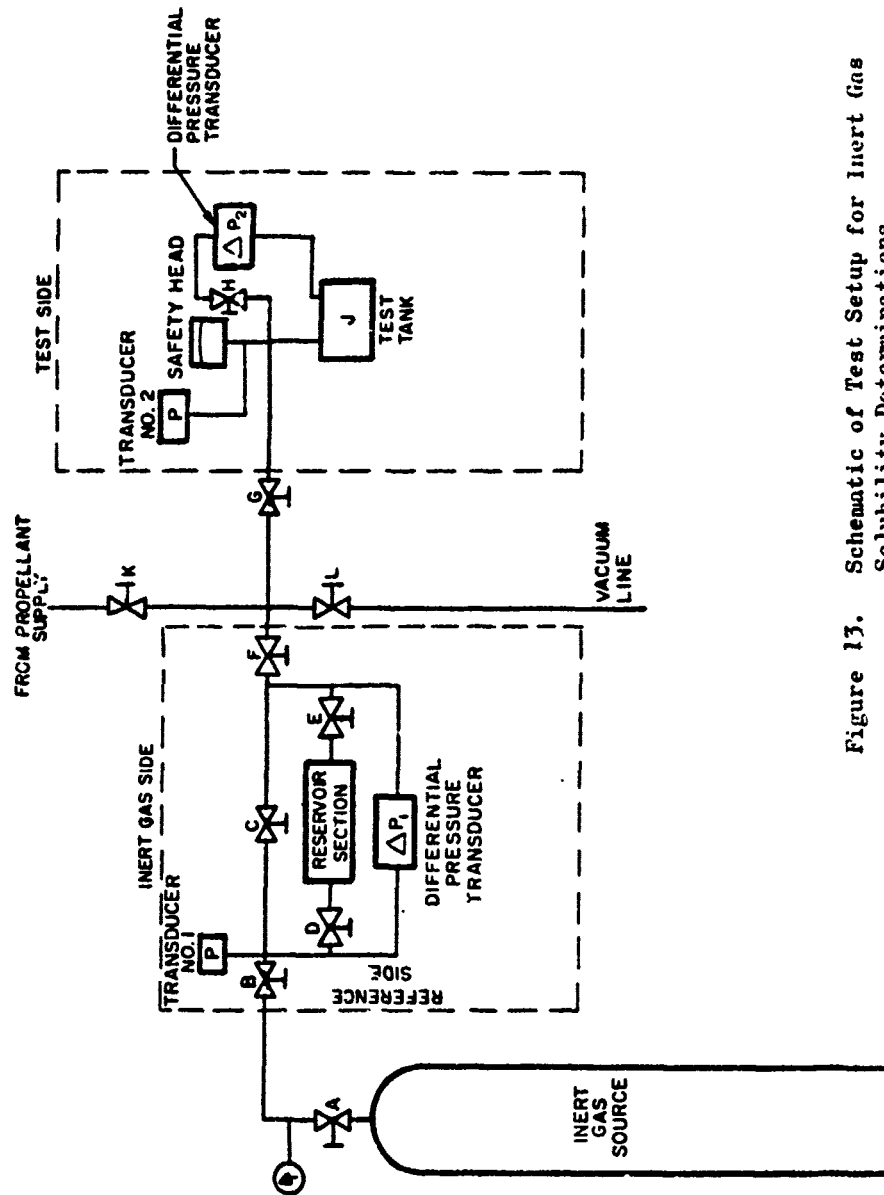 FROM PROPELLANT
SUPPLY
K
L
VACUUM
LINE
INERT GAS SIDE
TRANSDUCER
NO. 1
P
B
C
F
D
RESERVOIR
SECTION
E
ΔP₁
DIFFERENTIAL
PRESSURE
TRANSDUCER
REFERENCE
SIDE
A
INERT
GAS
SOURCE
G
TEST SIDE
TRANSDUCER
NO. 2
P
SAFETY HEAD
H
ΔP₂
DIFFERENTIAL
PRESSURE
TRANSDUCER
J
TEST
TANK
Figure 13. Schematic of Test Setup for Inert Gas
Solubility Determinations